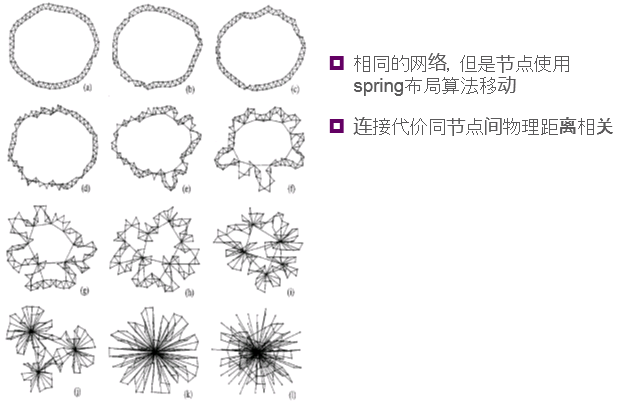 (a) (b) (c)
相同的网络, 但是节点使用
spring布局算法移动
连接代价同节点间物理距离相关
(d) (e) (f)
(g) (h) (i)
(j) (k) (l)